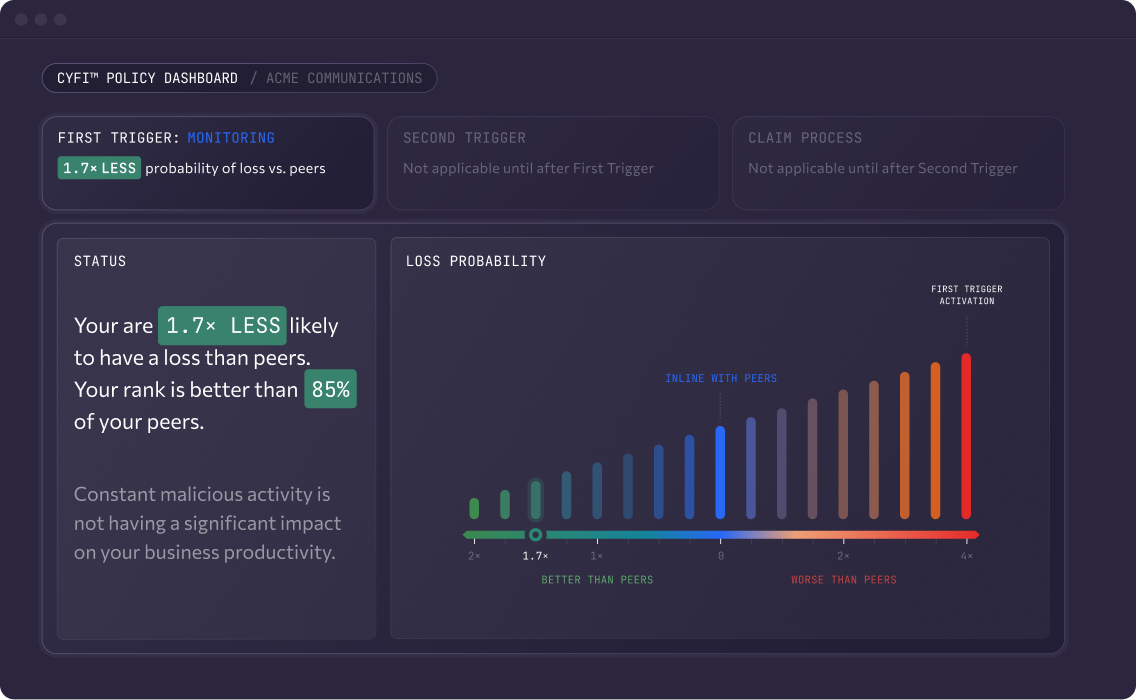 CYFI™ POLICY DASHBOARD / ACME COMMUNICATIONS
FIRST TRIGGER: MONITORING
1.7× LESS probability of loss vs. peers
SECOND TRIGGER
Not applicable until after First Trigger
CLAIM PROCESS
Not applicable until after Second Trigger
STATUS
Your are 1.7× LESS likely
to have a loss than peers.
Your rank is better than 85%
of your peers.
Constant malicious activity is
not having a significant impact
on your business productivity.
LOSS PROBABILITY
FIRST TRIGGER
ACTIVATION
INLINE WITH PEERS
2× 1.7× 1× 0 2× 4×
BETTER THAN PEERS WORSE THAN PEERS